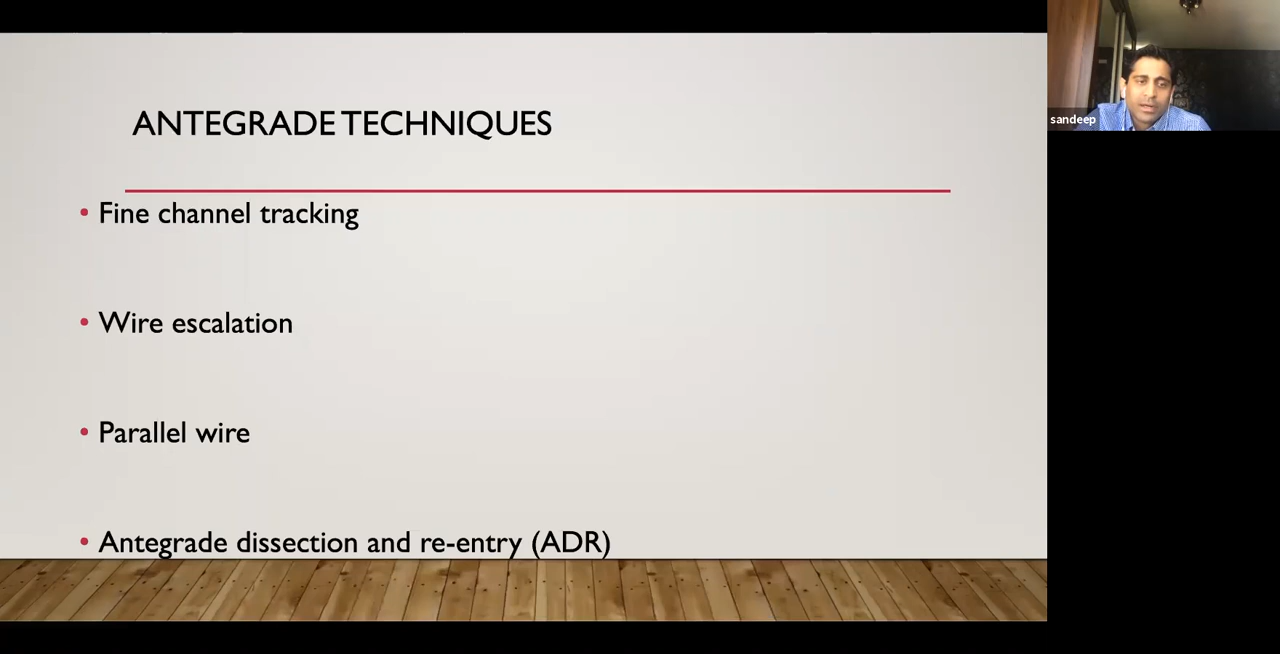 ANTEGRADE TECHNIQUES
• Fine channel tracking
• Wire escalation
• Parallel wire
• Antegrade dissection and re-entry (ADR)
sandeep